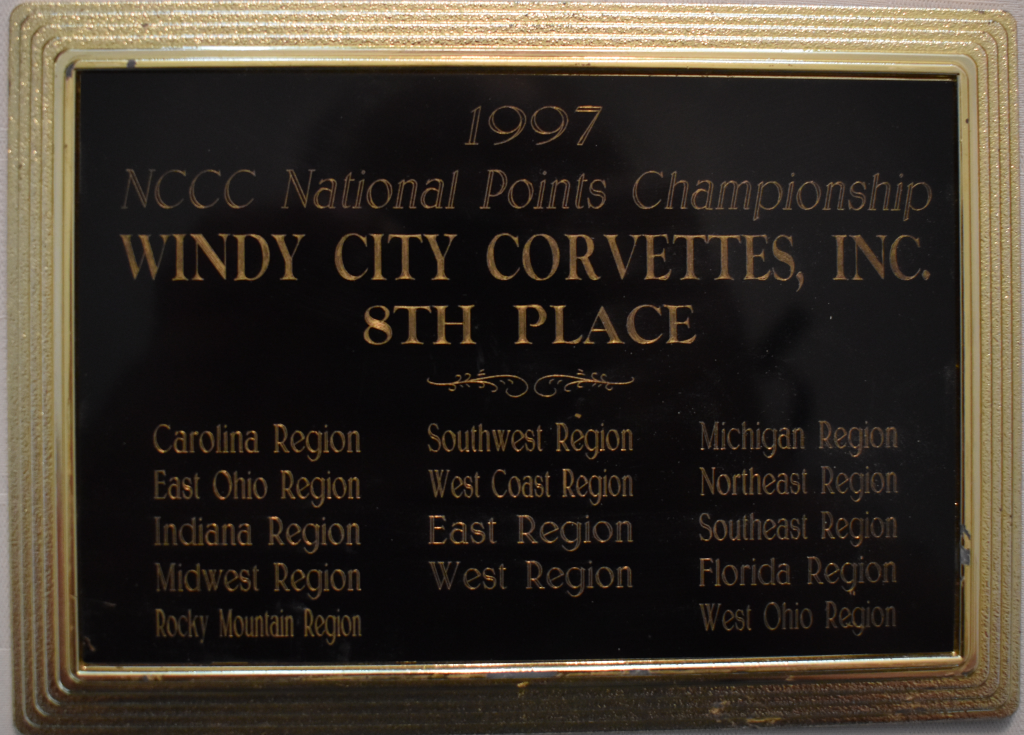 1997
NCCC National Points Championship
WINDY CITY CORVETTES, INC.
8TH PLACE
Carolina Region
East Ohio Region
Indiana Region
Midwest Region
Rocky Mountain Region
Southwest Region
West Coast Region
East Region
West Region
Michigan Region
Northeast Region
Southeast Region
Florida Region
West Ohio Region